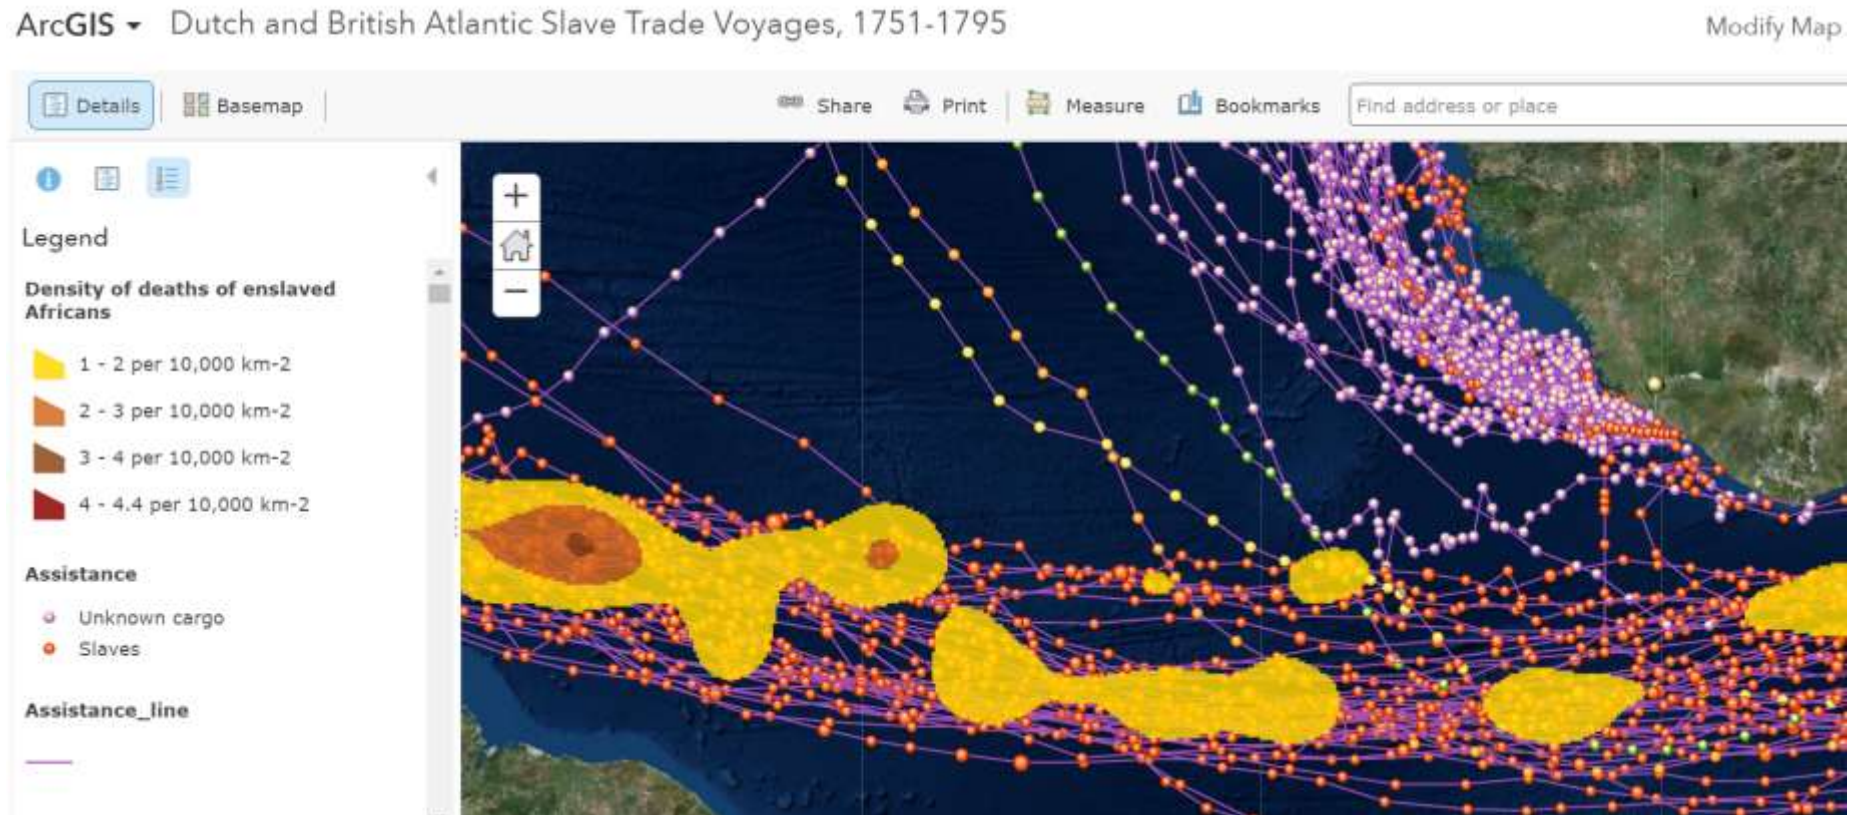 ArcGIS Dutch and British Atlantic Slave Trade Voyages, 1751-1795 Modify Map
Details Basemap Share Print Measure Bookmarks Find address or place
+
−
Legend
Density of deaths of enslaved
Africans
1 - 2 per 10,000 km-2
2 - 3 per 10,000 km-2
3 - 4 per 10,000 km-2
4 - 4.4 per 10,000 km-2
Assistance
Unknown cargo
Slaves
Assistance_line